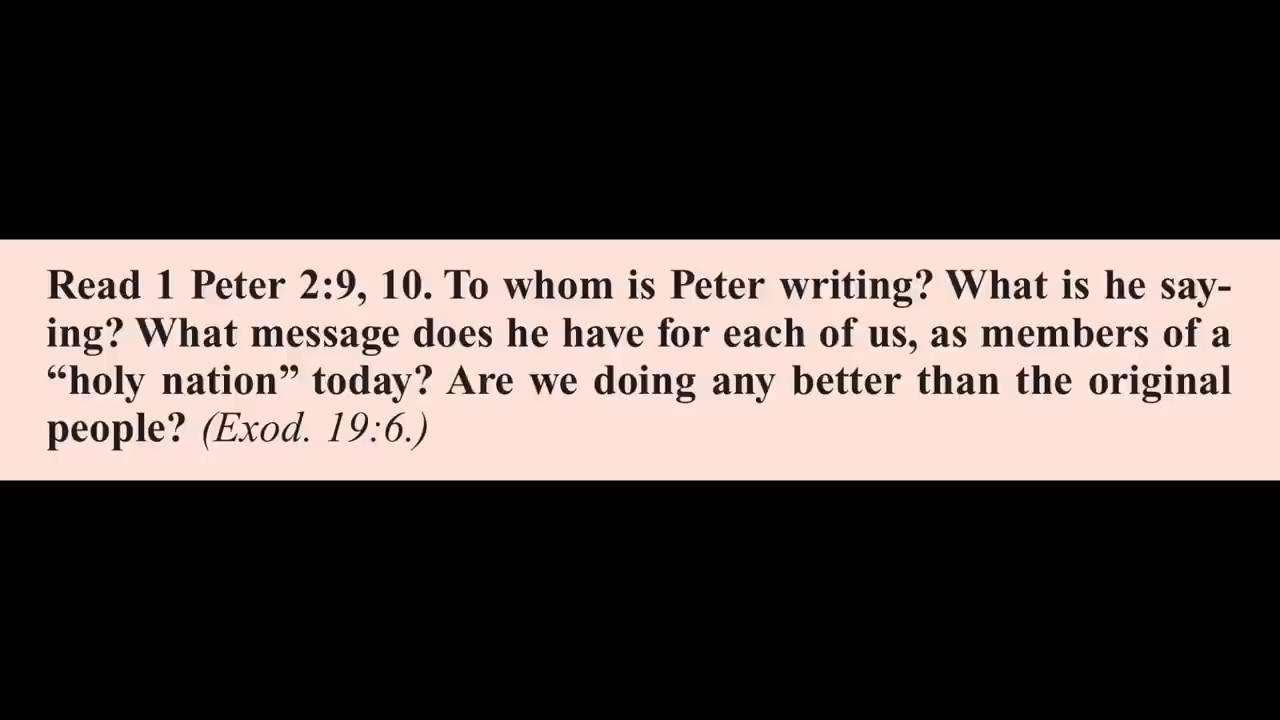 Read 1 Peter 2:9, 10. To whom is Peter writing? What is he say-
ing? What message does he have for each of us, as members of a
“holy nation” today? Are we doing any better than the original
people? (Exod. 19:6.)